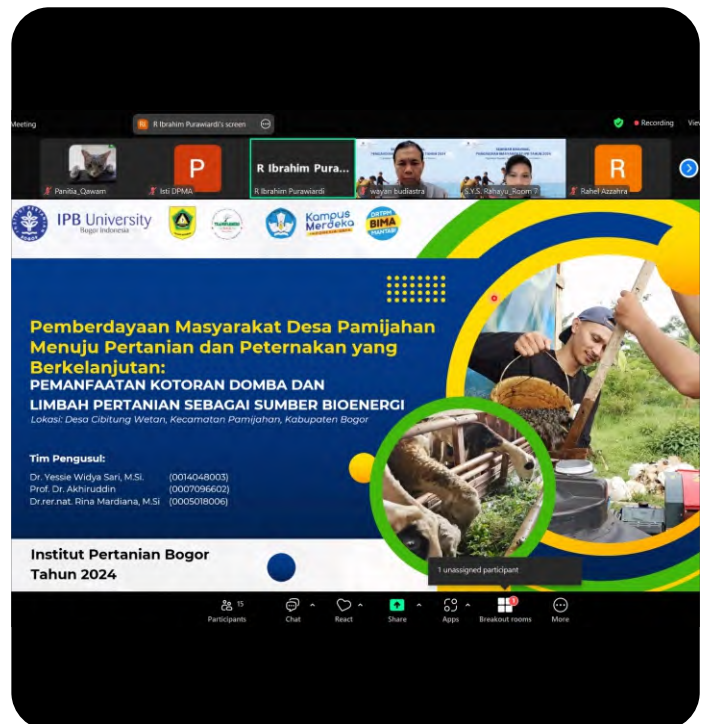 Meeting
R
R Ibrahim Purawiardi's screen
Recording
View
Panitia_Qawam
P
Isti DPMA
R Ibrahim Pura...
R Ibrahim Purawiardi
wayan budiastra
S.Y.S. Rahayu_Room 7
R
Rahel Azzahra
IPB University
Bogor Indonesia
Kampus
Merdeka
DRTPM
BIMA
MANTAB!
Pemberdayaan Masyarakat Desa Pamijahan
Menuju Pertanian dan Peternakan yang
Berkelanjutan:
PEMANFAATAN KOTORAN DOMBA DAN
LIMBAH PERTANIAN SEBAGAI SUMBER BIOENERGI
Lokasi: Desa Cibitung Wetan, Kecamatan Pamijahan, Kabupaten Bogor
Tim Pengusul:
Dr. Yessie Widya Sari, M.Si. (0014048003)
Prof. Dr. Akhiruddin (0007096602)
Dr.rer.nat. Rina Mardiana, M.Si (0005018006)
Institut Pertanian Bogor
Tahun 2024
1 unassigned participant
15
1
Participants
Chat
React
Share
Apps
Breakout rooms
More